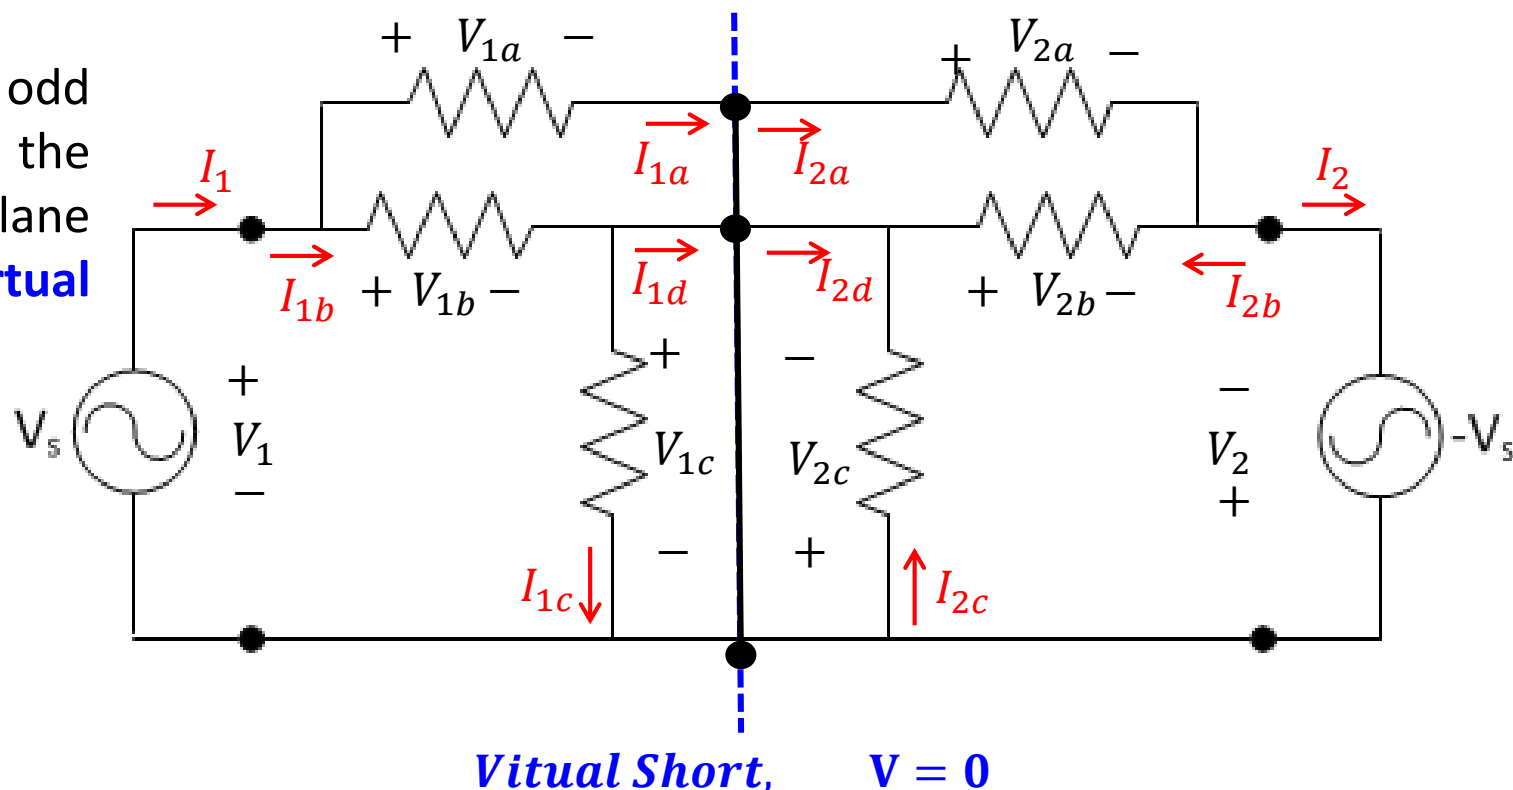 + V1a − + V2a −
odd
the
I1a I2a
I1 I2
lane
rtual
I1b + V1b − I1d I2d + V2b − I2b
+ + − −
Vs V1 V1c V2c V2 -Vs
− − + +
I1c I2c
Vitual Short, V = 0